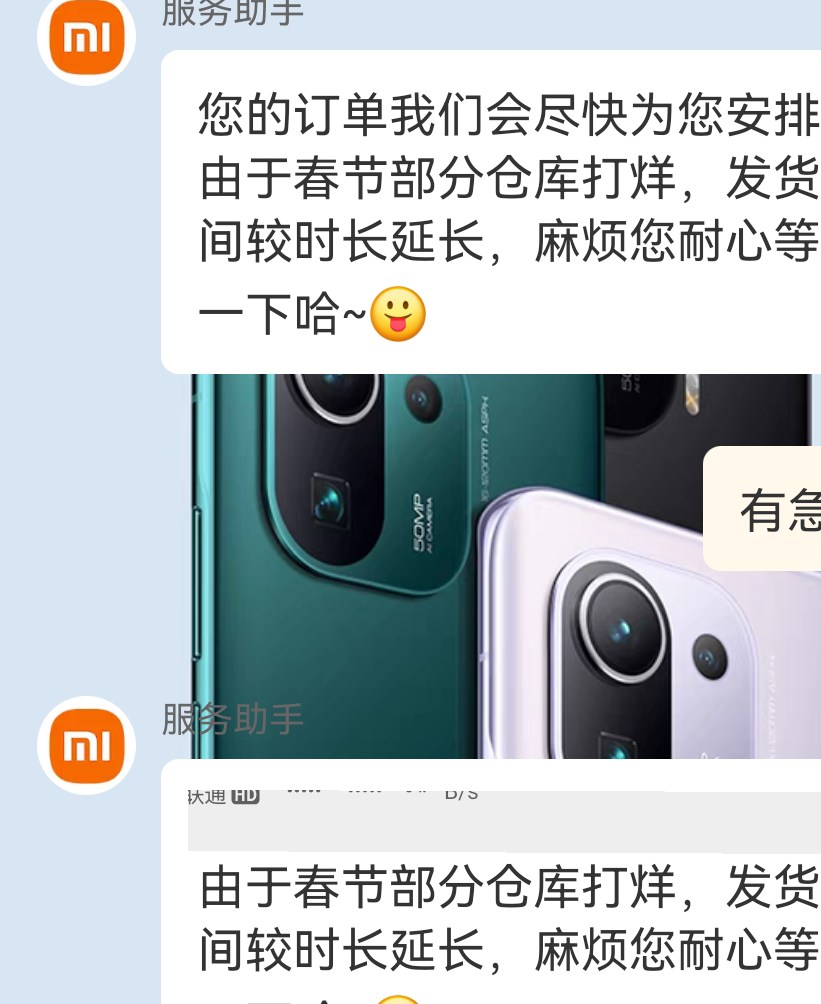 服务助手
您的订单我们会尽快为您安排
由于春节部分仓库打烊，发货
间较时长延长，麻烦您耐心等
一下哈~😛
50MP
AI CAMERA
有急
服务助手
联通 HD B/s
由于春节部分仓库打烊，发货
间较时长延长，麻烦您耐心等